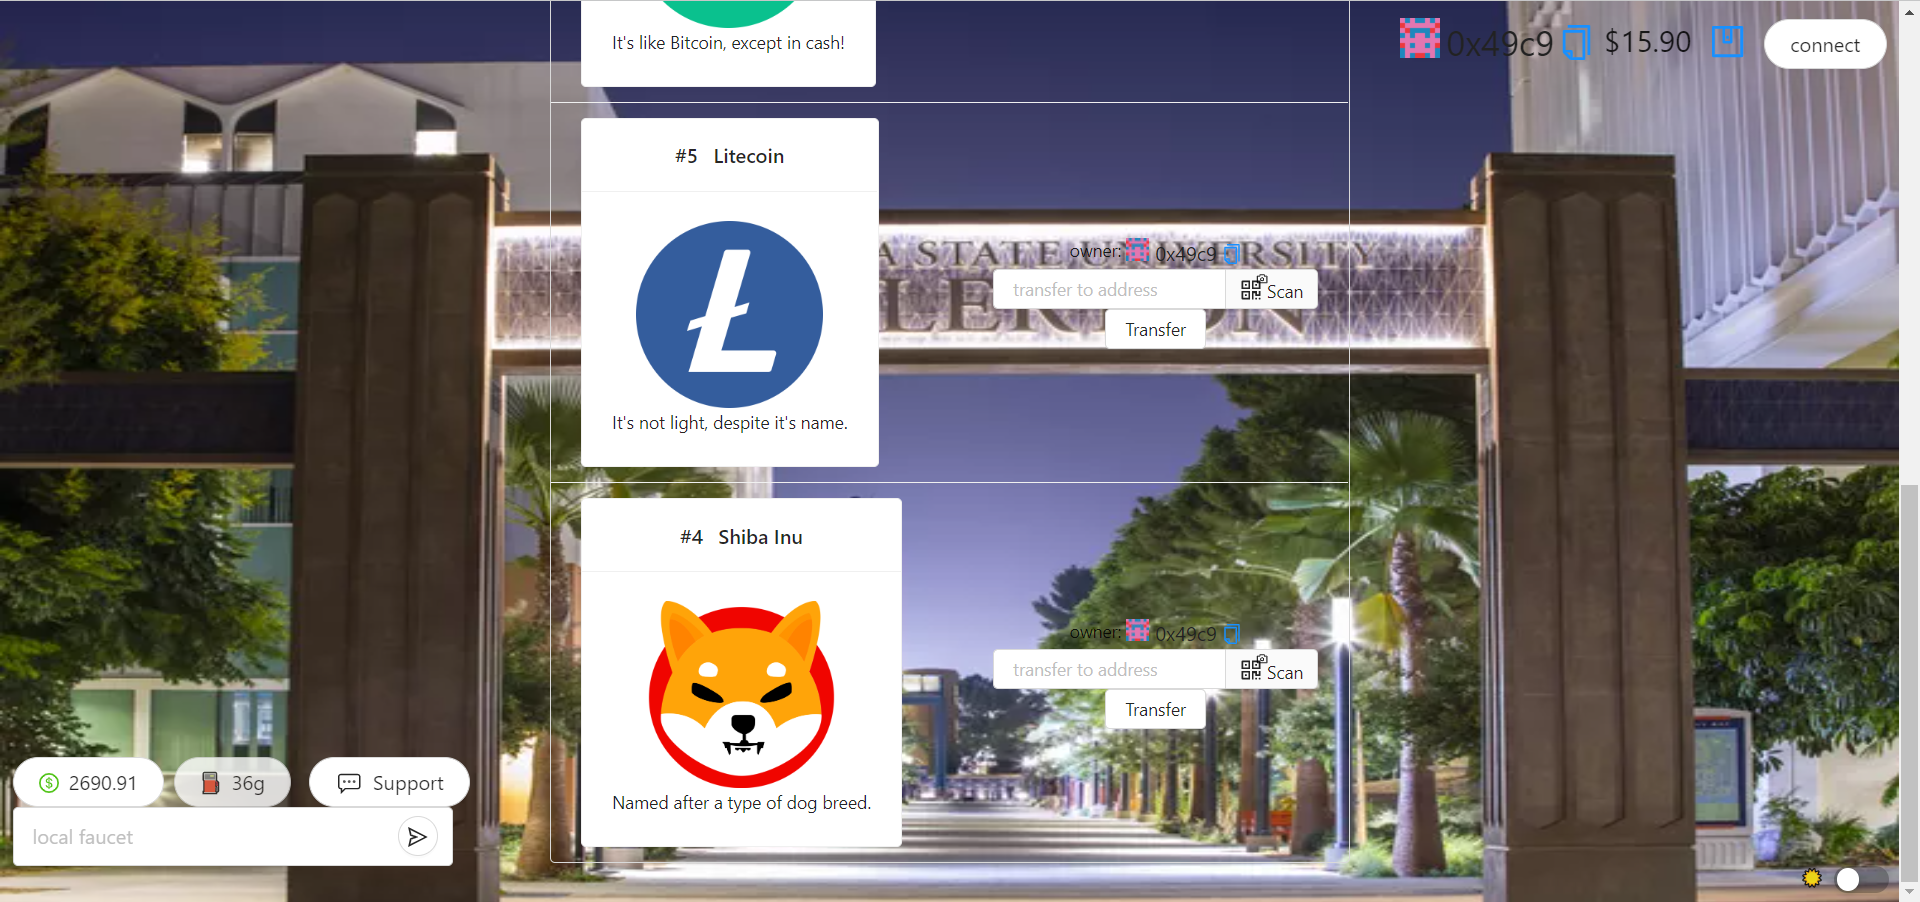 It's like Bitcoin, except in cash!
0x49c9 $15.90 connect
#5 Litecoin
It's not light, despite it's name.
A STATE UNIVERSITY
owner: 0x49c9
transfer to address Scan
Transfer
#4 Shiba Inu
Named after a type of dog breed.
owner: 0x49c9
transfer to address Scan
Transfer
2690.91 36g Support
local faucet